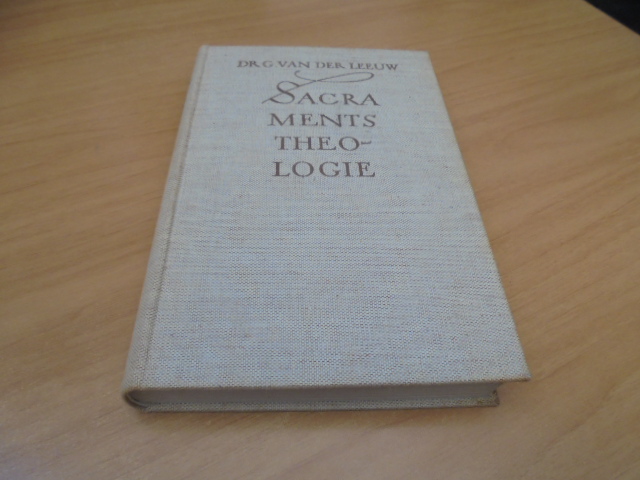 DR. G. VAN DER LEEUW
SACRA
MENTS
THEO-
LOGIE